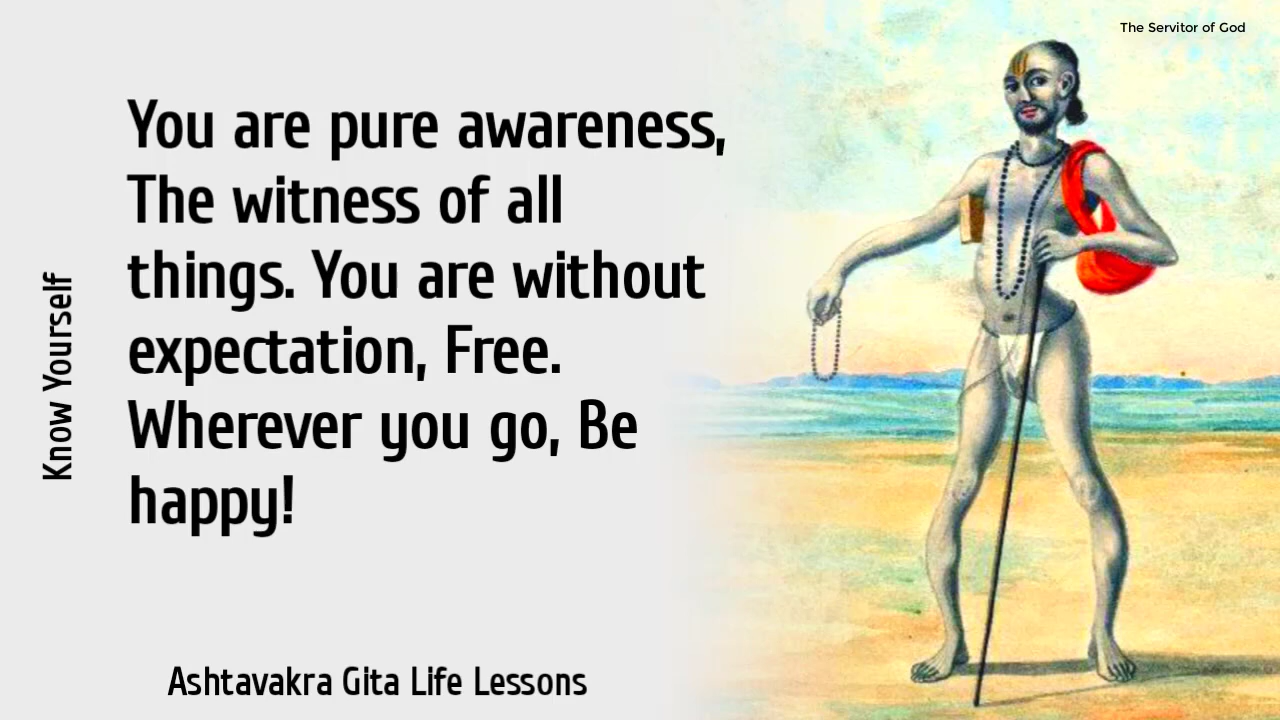 The Servitor of God
You are pure awareness,
The witness of all
things. You are without
expectation, Free.
Wherever you go, Be
happy!
Know Yourself
Ashtavakra Gita Life Lessons